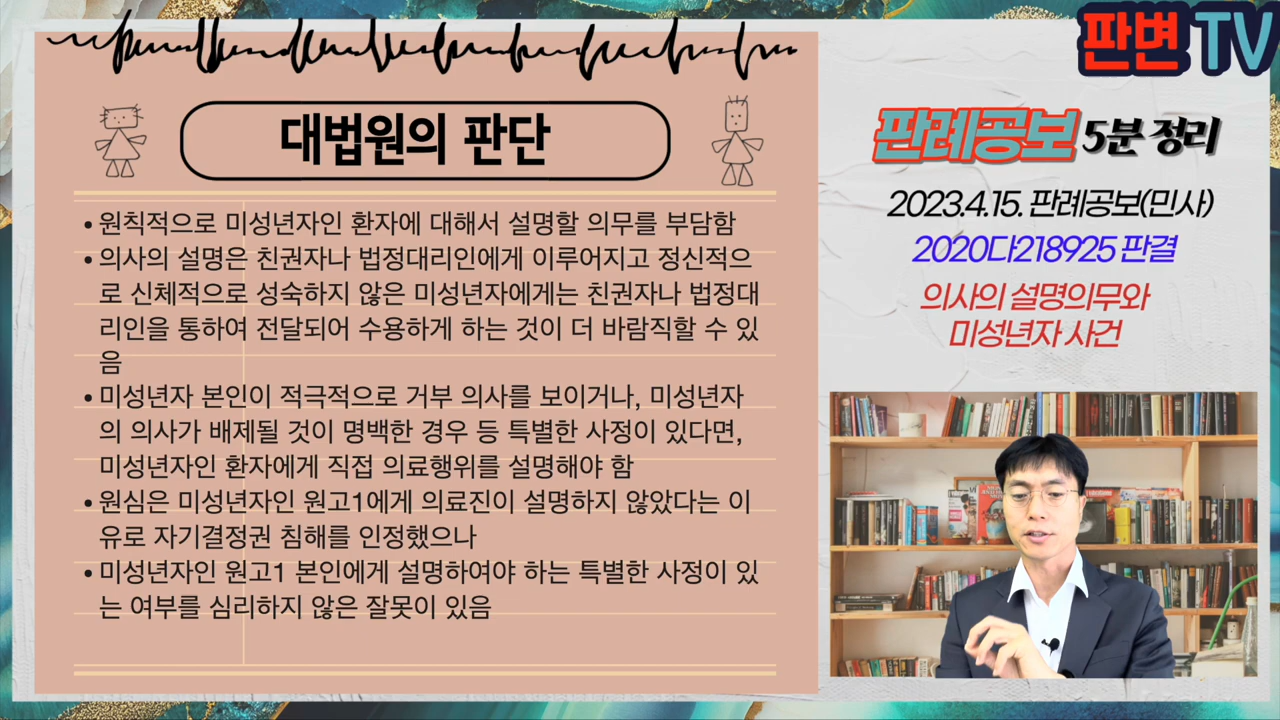 판변 TV
대법원의 판단
• 원칙적으로 미성년자인 환자에 대해서 설명할 의무를 부담함
• 의사의 설명은 친권자나 법정대리인에게 이루어지고 정신적으
로 신체적으로 성숙하지 않은 미성년자에게는 친권자나 법정대
리인을 통하여 전달되어 수용하게 하는 것이 더 바람직할 수 있
음
• 미성년자 본인이 적극적으로 거부 의사를 보이거나, 미성년자
의 의사가 배제될 것이 명백한 경우 등 특별한 사정이 있다면,
미성년자인 환자에게 직접 의료행위를 설명해야 함
• 원심은 미성년자인 원고1에게 의료진이 설명하지 않았다는 이
유로 자기결정권 침해를 인정했으나
• 미성년자인 원고1 본인에게 설명하여야 하는 특별한 사정이 있
는 여부를 심리하지 않은 잘못이 있음
판례공보 5분 정리
2023.4.15. 판례공보(민사)
2020다218925 판결
의사의 설명의무와
미성년자 사건